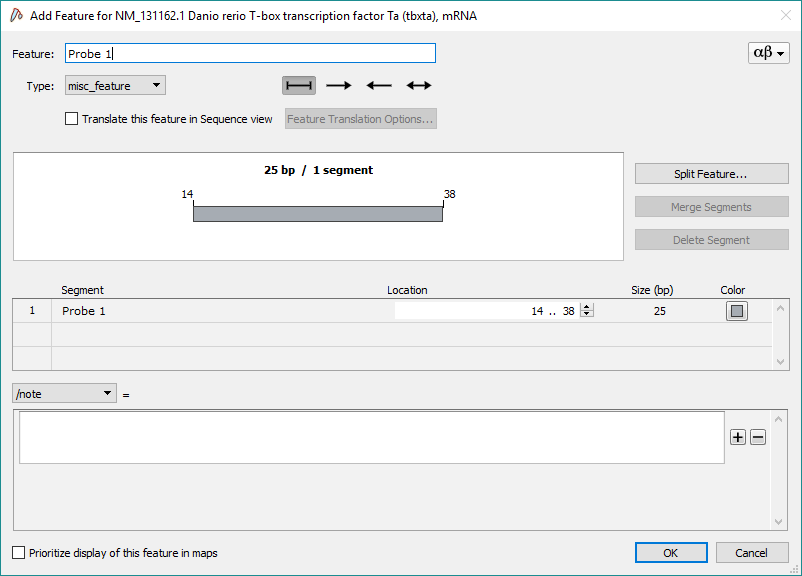 Add Feature for NM_131162.1 Danio rerio T-box transcription factor Ta (tbxta), mRNA
Feature: Probe 1
αβ
Type: misc_feature
Translate this feature in Sequence view Feature Translation Options...
25 bp / 1 segment
14 38
Split Feature...
Merge Segments
Delete Segment
Segment Location Size (bp) Color
1 Probe 1 14 .. 38 25
/note =
Prioritize display of this feature in maps
OK Cancel